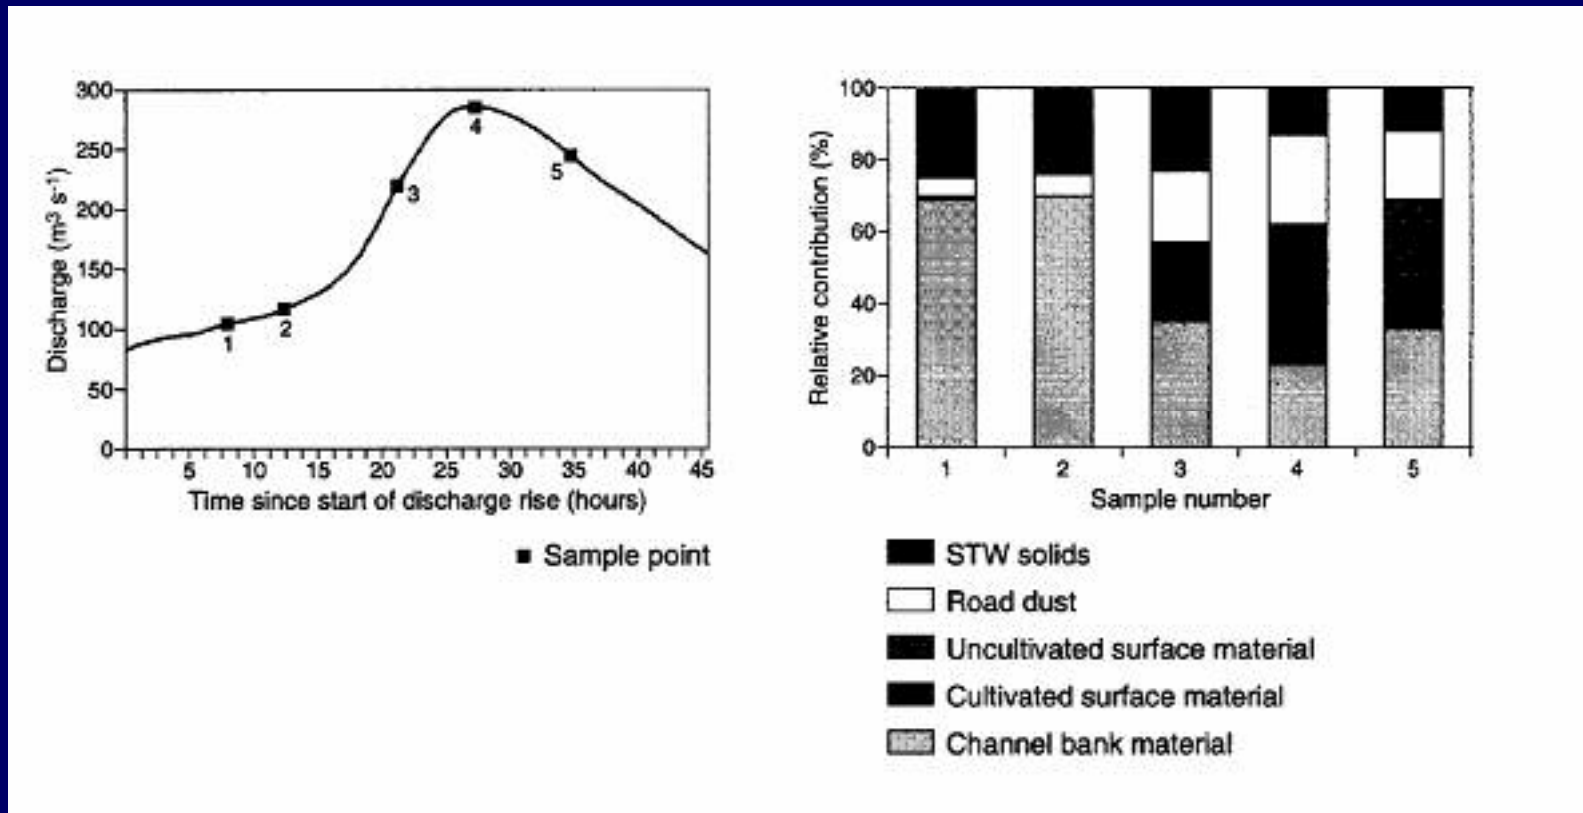 300
250
200
150
100
50
0
Discharge (m³ s⁻¹)
1
2
3
4
5
5 10 15 20 25 30 35 40 45
Time since start of discharge rise (hours)
Sample point
100
80
60
40
20
0
Relative contribution (%)
1 2 3 4 5
Sample number
STW solids
Road dust
Uncultivated surface material
Cultivated surface material
Channel bank material